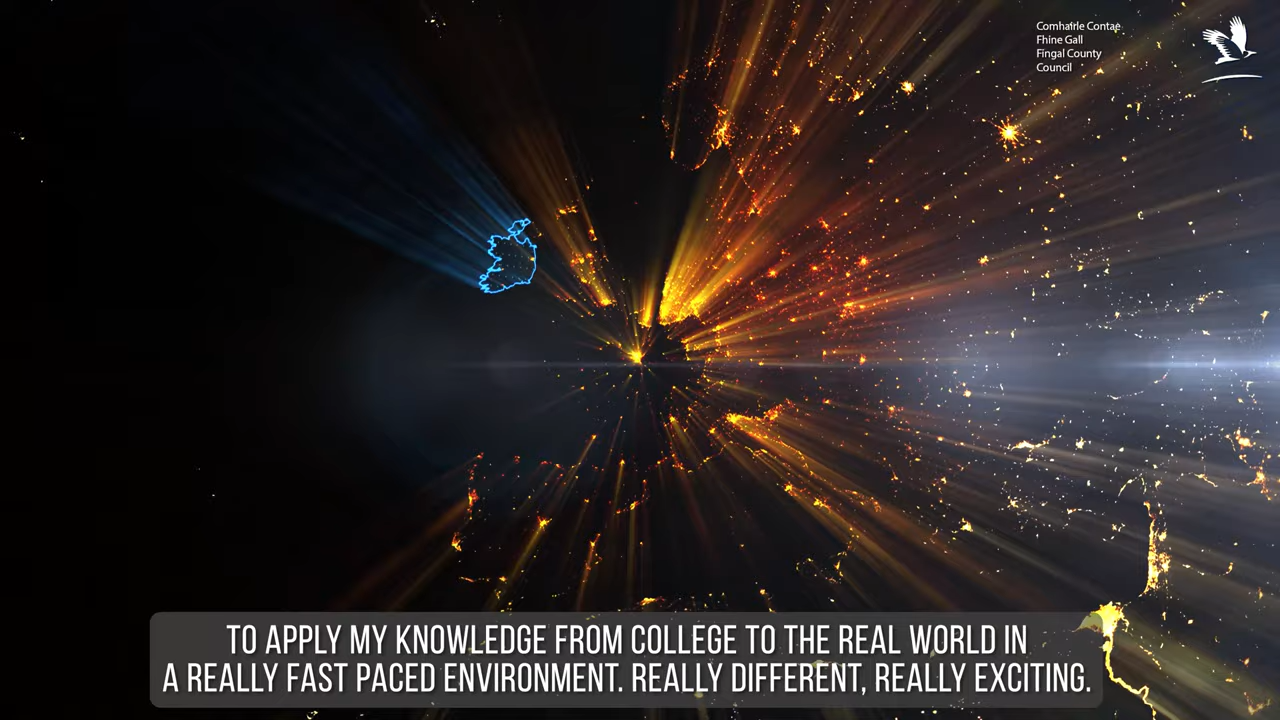 Comhairle Contae
Fhine Gall
Fingal County
Council
TO APPLY MY KNOWLEDGE FROM COLLEGE TO THE REAL WORLD IN
A REALLY FAST PACED ENVIRONMENT. REALLY DIFFERENT, REALLY EXCITING.